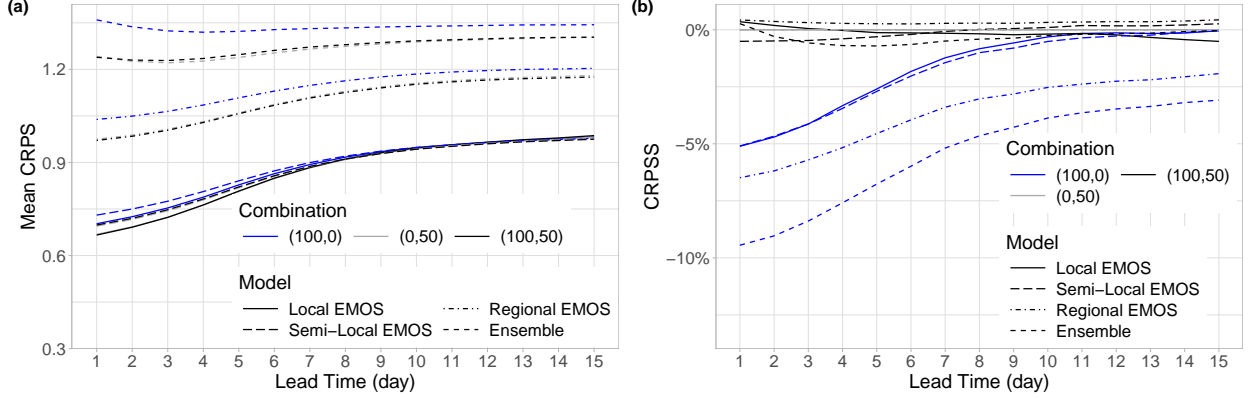 (a)
Mean CRPS
1.2
0.9
0.6
0.3
Combination
(100,0) (0,50) (100,50)
Model
Local EMOS Regional EMOS
Semi−Local EMOS Ensemble
1 2 3 4 5 6 7 8 9 10 11 12 13 14 15
Lead Time (day)
(b)
CRPSS
0%
−5%
−10%
Combination
(100,0) (100,50)
(0,50)
Model
Local EMOS
Semi−Local EMOS
Regional EMOS
Ensemble
1 2 3 4 5 6 7 8 9 10 11 12 13 14 15
Lead Time (day)